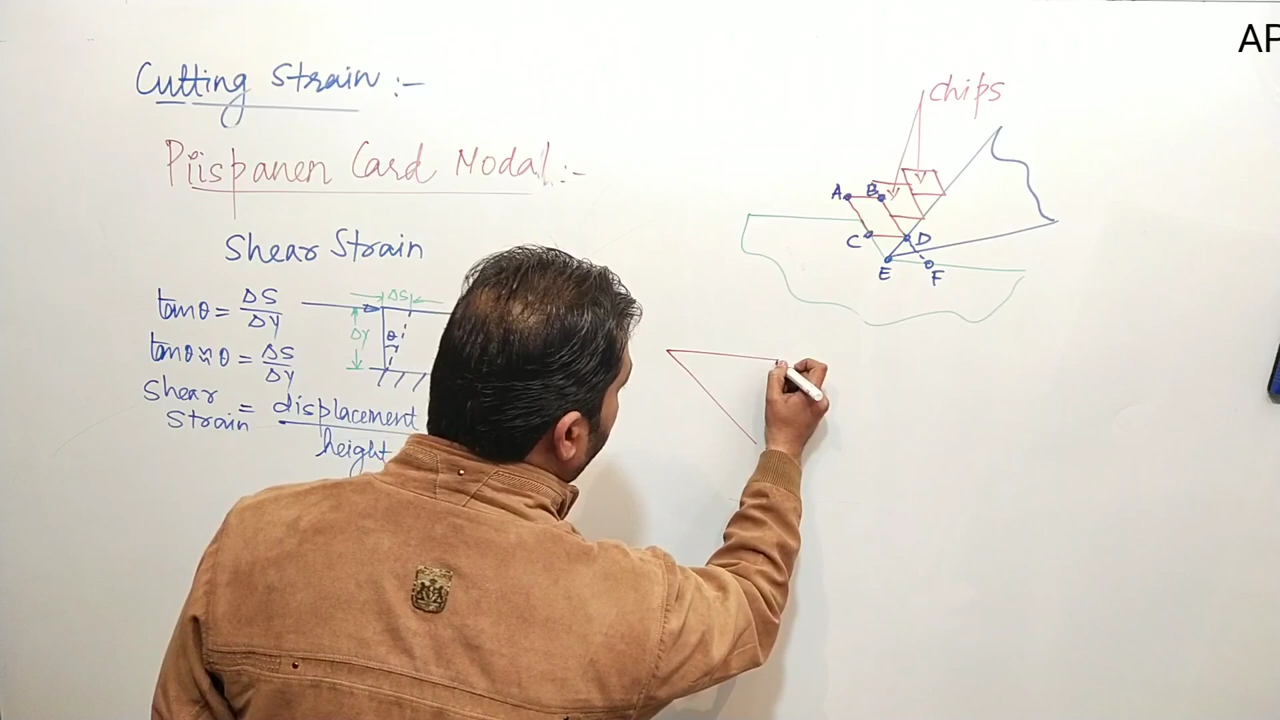 AP
Cutting Strain :-
chips
Piispanen Card Modal :-
A B
C D
E F
Shear Strain
tanθ = ΔS/Δy
ΔS
Δy
θ
tanθ ≈ θ = ΔS/Δy
Shear Strain = displacement/height